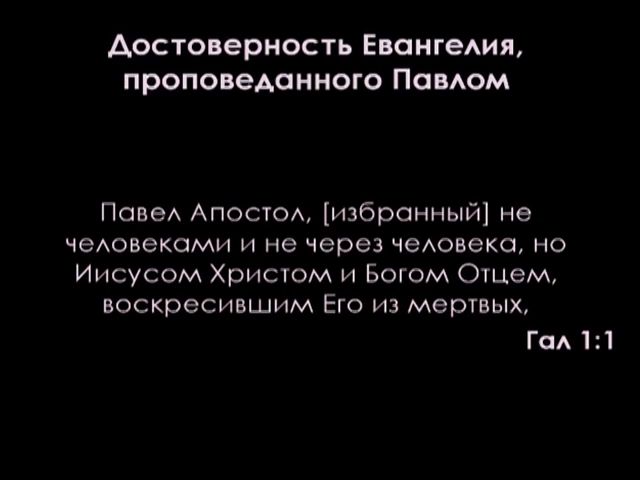 Достоверность Евангелия,
проповеданного Павлом
Павел Апостол, [избранный] не
человеками и не через человека, но
Иисусом Христом и Богом Отцем,
воскресившим Его из мертвых,
Гал 1:1